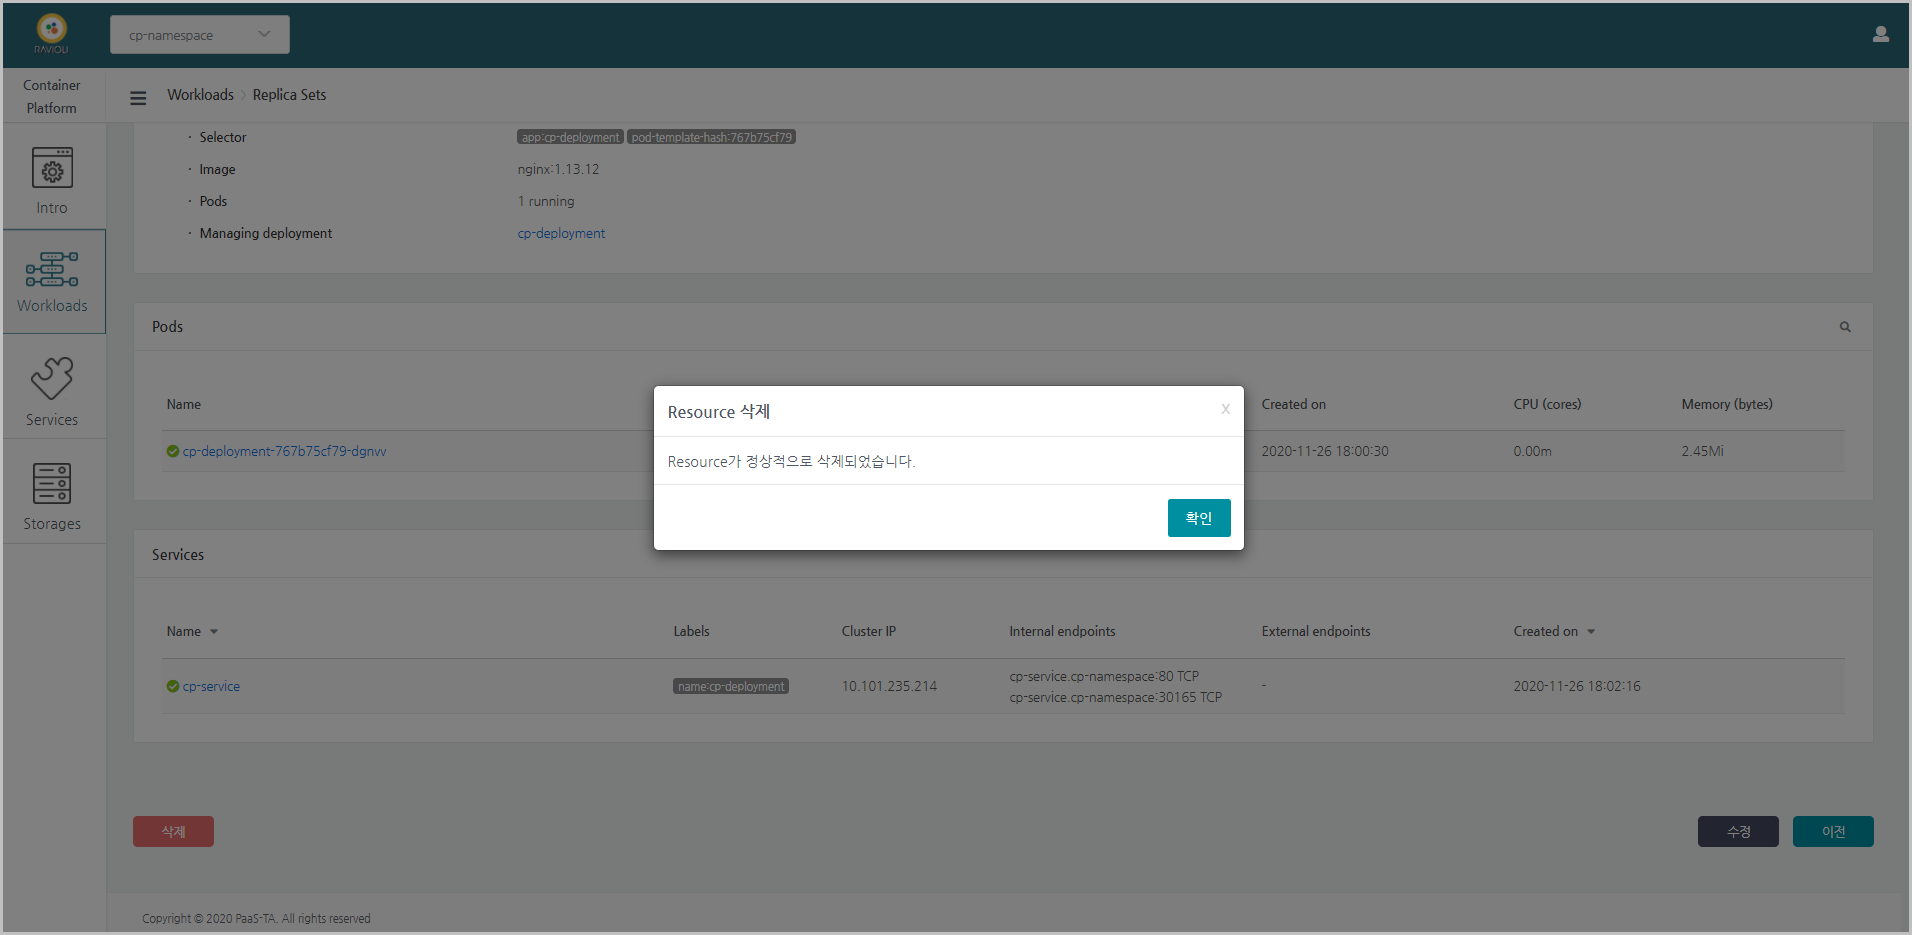 RAVIOLI
cp-namespace
Container
Platform
Workloads Replica Sets
Intro
Workloads
Services
Storages
· Selector app:cp-deployment pod-template-hash:767b75cf79
· Image nginx:1.13.12
· Pods 1 running
· Managing deployment cp-deployment
Pods
Name Created on CPU (cores) Memory (bytes)
cp-deployment-767b75cf79-dgnvv 2020-11-26 18:00:30 0.00m 2.45Mi
Resource 삭제 X
Resource가 정상적으로 삭제되었습니다.
확인
Services
Name Labels Cluster IP Internal endpoints External endpoints Created on
cp-service name:cp-deployment 10.101.235.214 cp-service.cp-namespace:80 TCP - 2020-11-26 18:02:16
cp-service.cp-namespace:30165 TCP
삭제 수정 이전
Copyright © 2020 PaaS-TA. All rights reserved